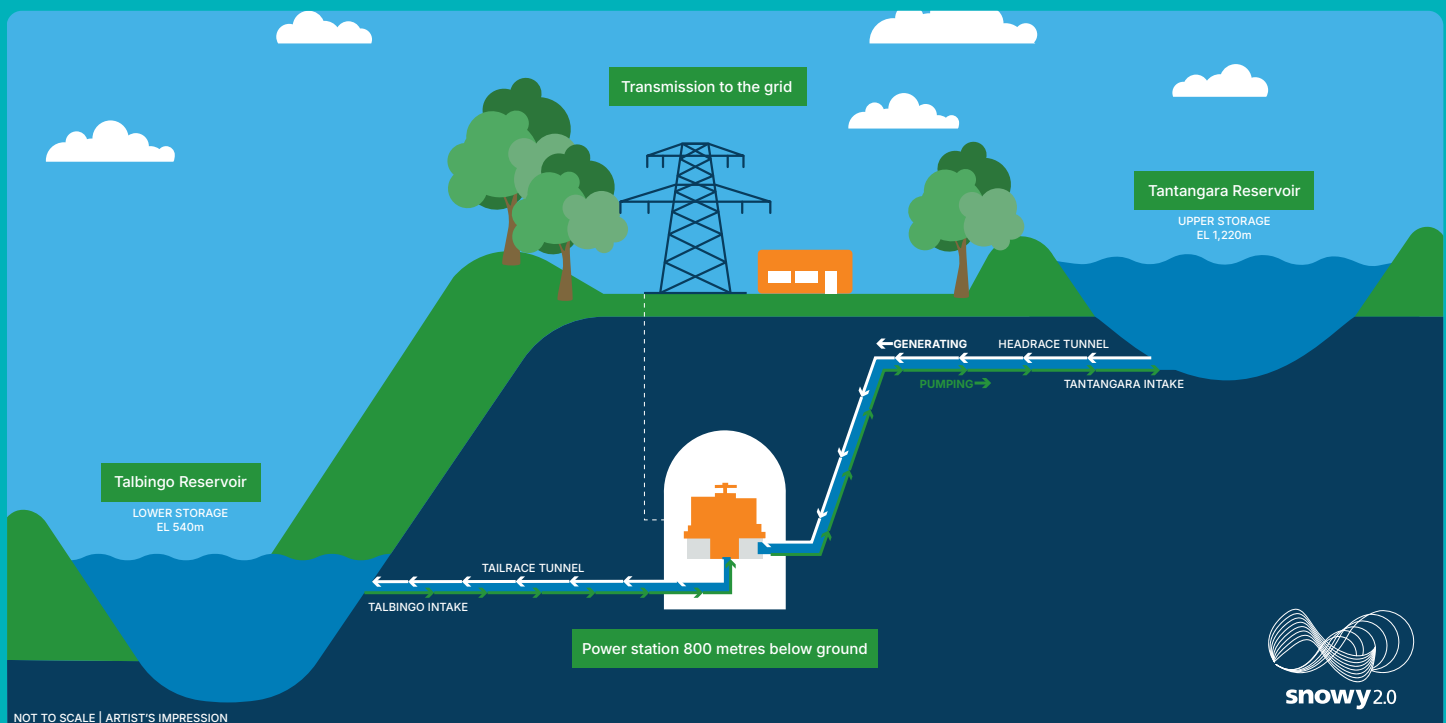 Transmission to the grid
Tantangara Reservoir
UPPER STORAGE
EL 1,220m
GENERATING
HEADRACE TUNNEL
PUMPING
TANTANGARA INTAKE
Talbingo Reservoir
LOWER STORAGE
EL 540m
TAILRACE TUNNEL
TALBINGO INTAKE
Power station 800 metres below ground
snowy 2.0
NOT TO SCALE | ARTIST'S IMPRESSION